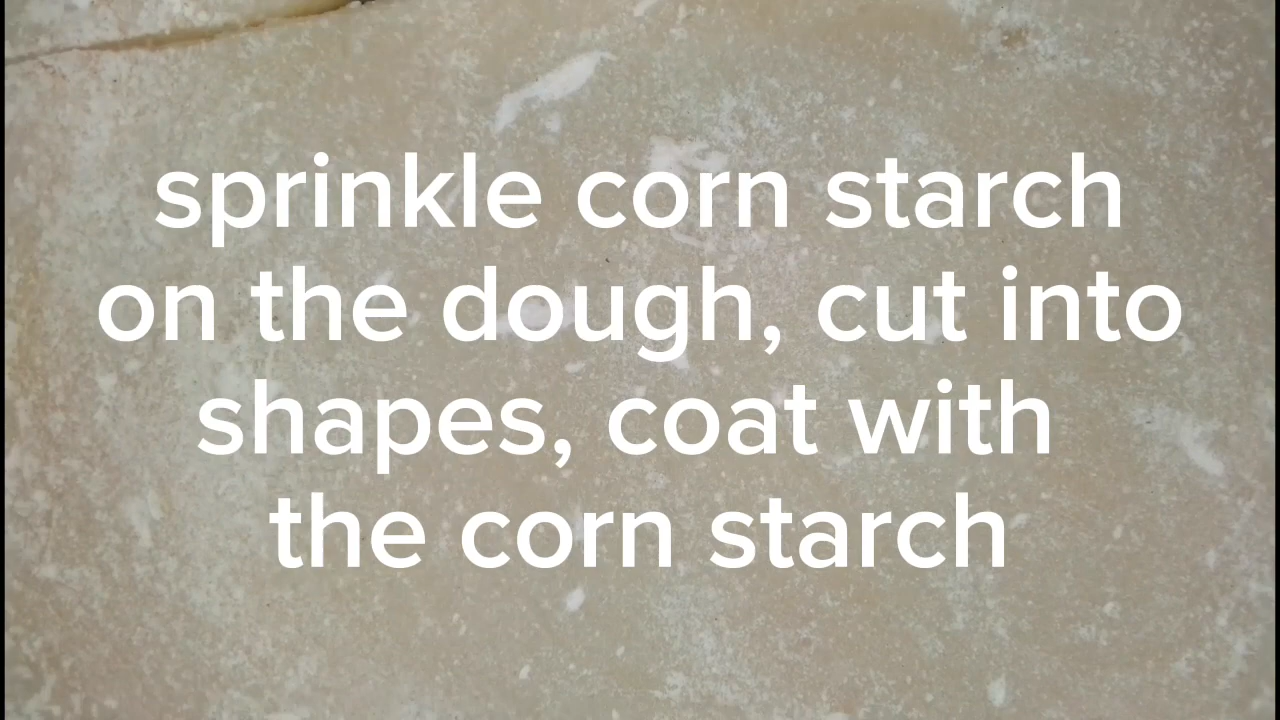 sprinkle corn starch
on the dough, cut into
shapes, coat with
the corn starch